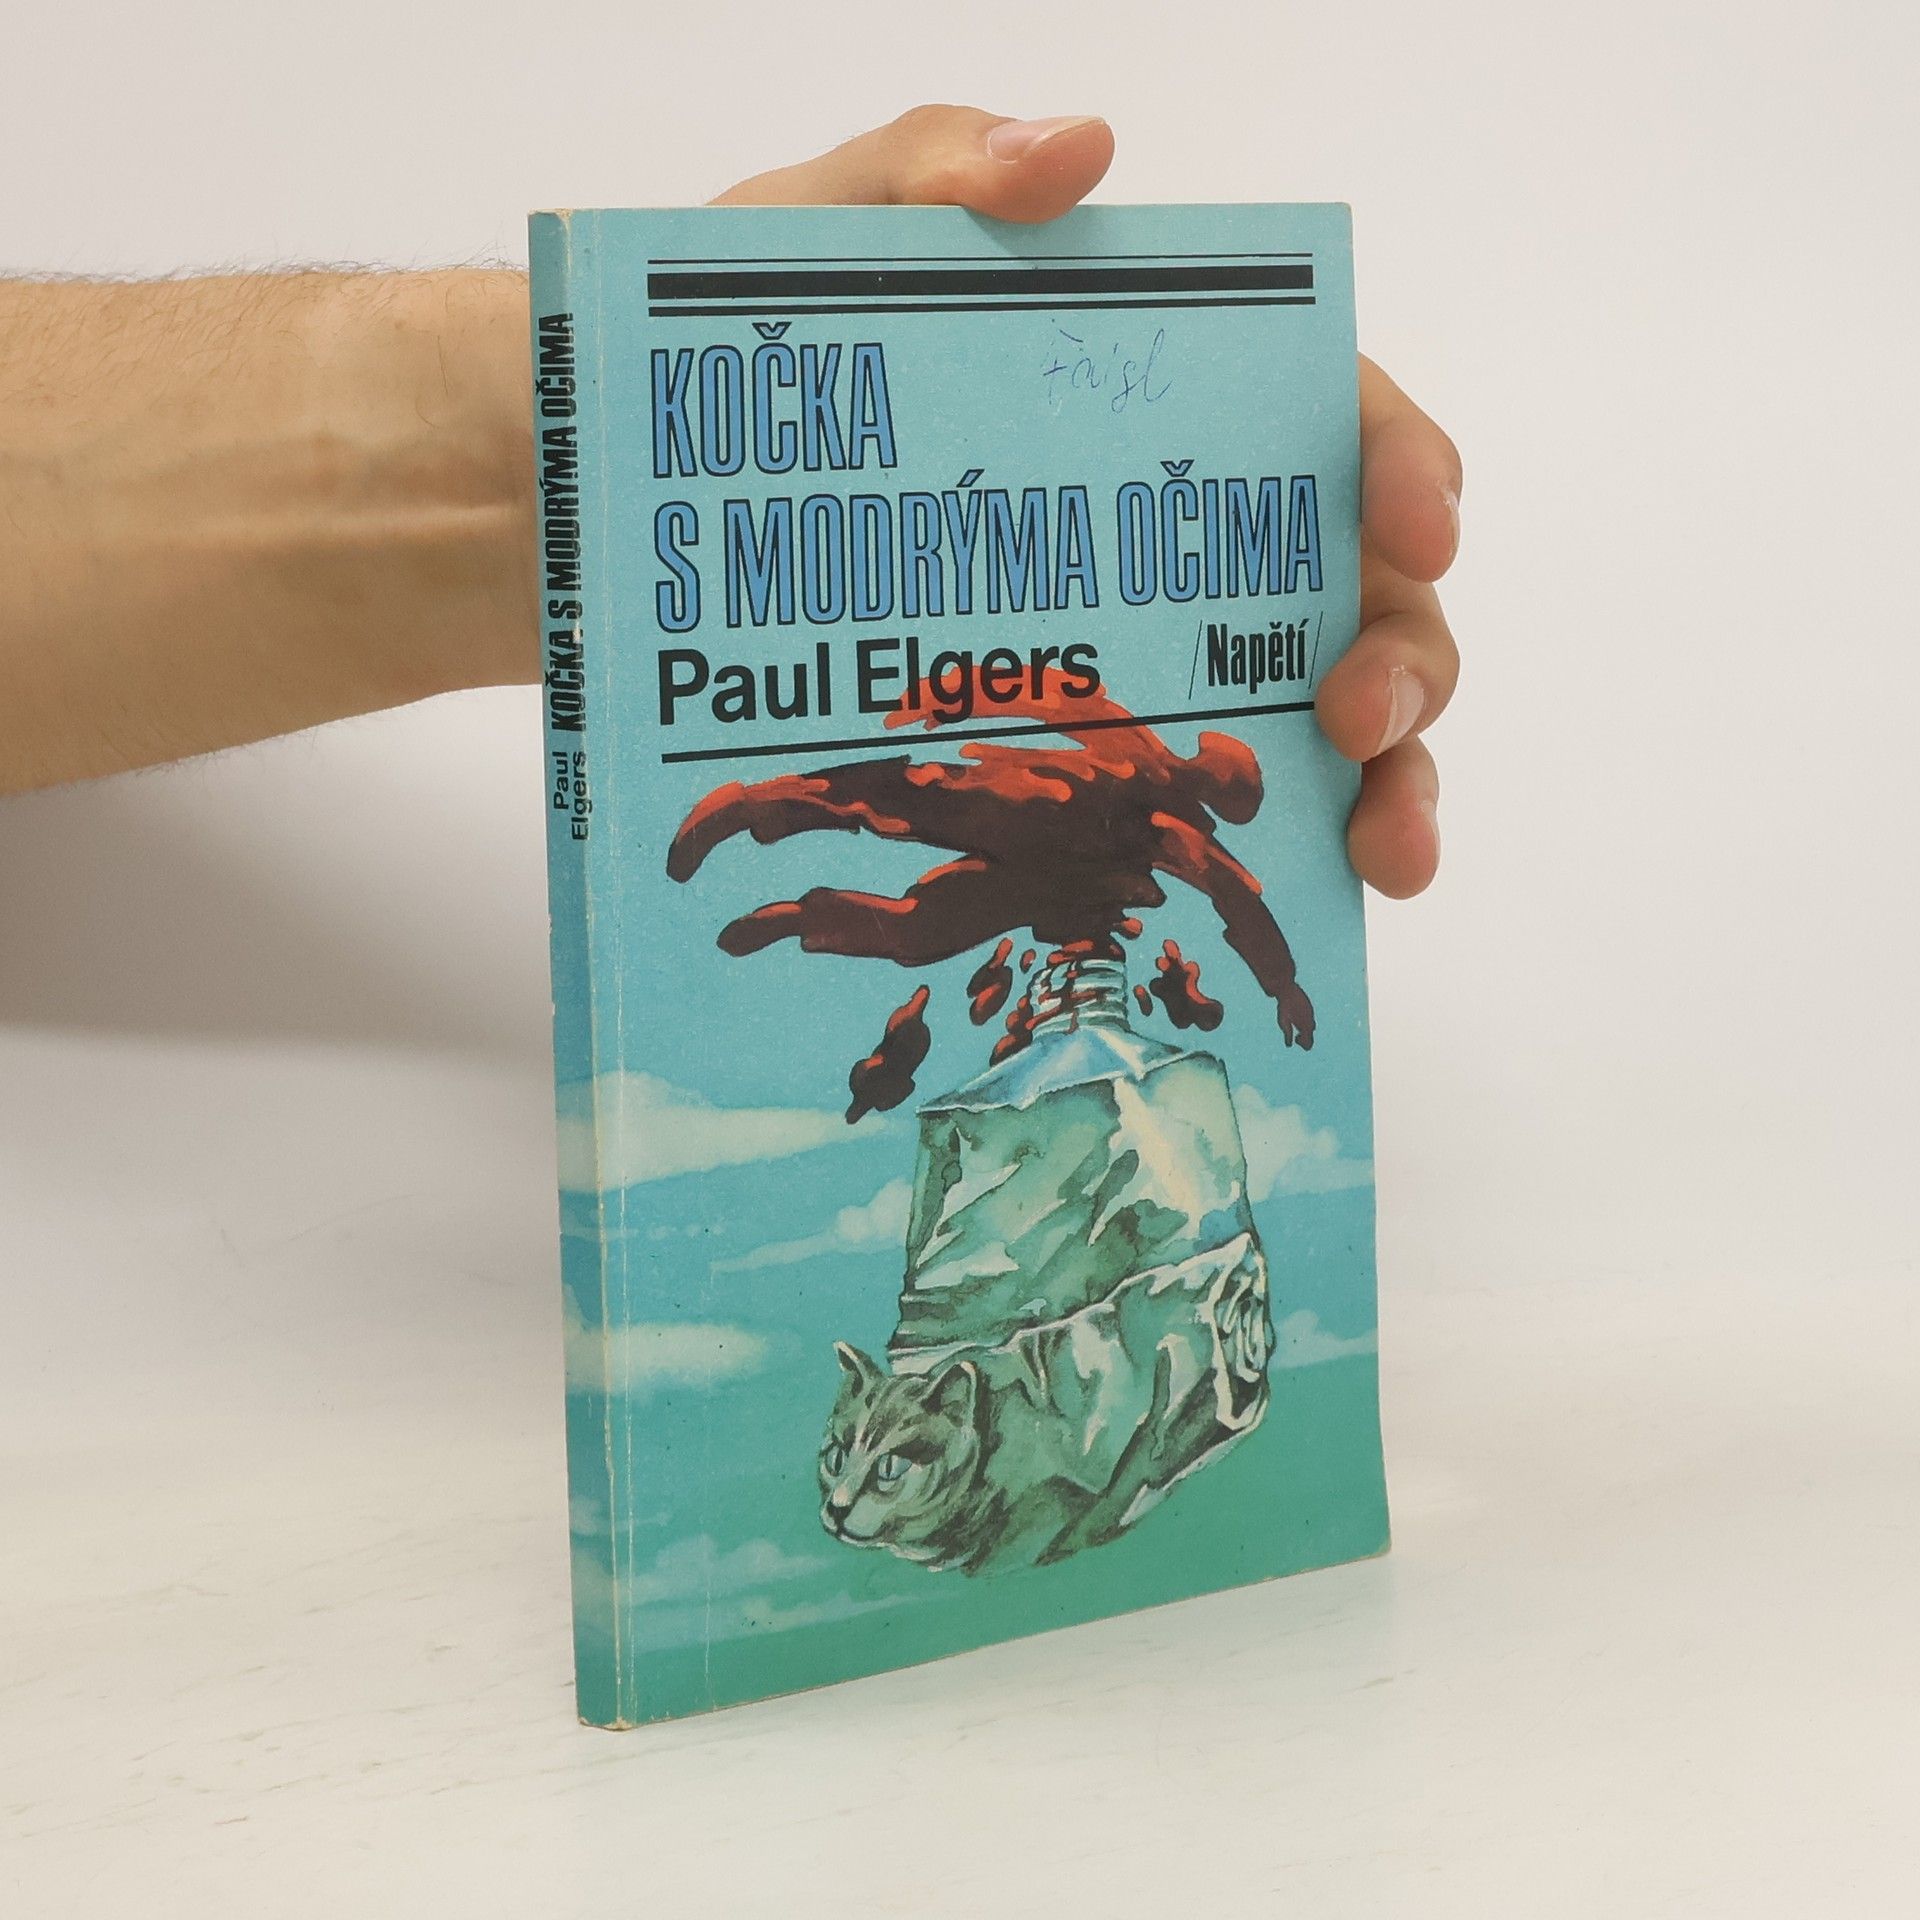 KOČKA
S MODRÝMA OČIMA
Paul Elgers
/Napětí/
Paul
Elgers
KOČKA S MODRÝMA OČIMA